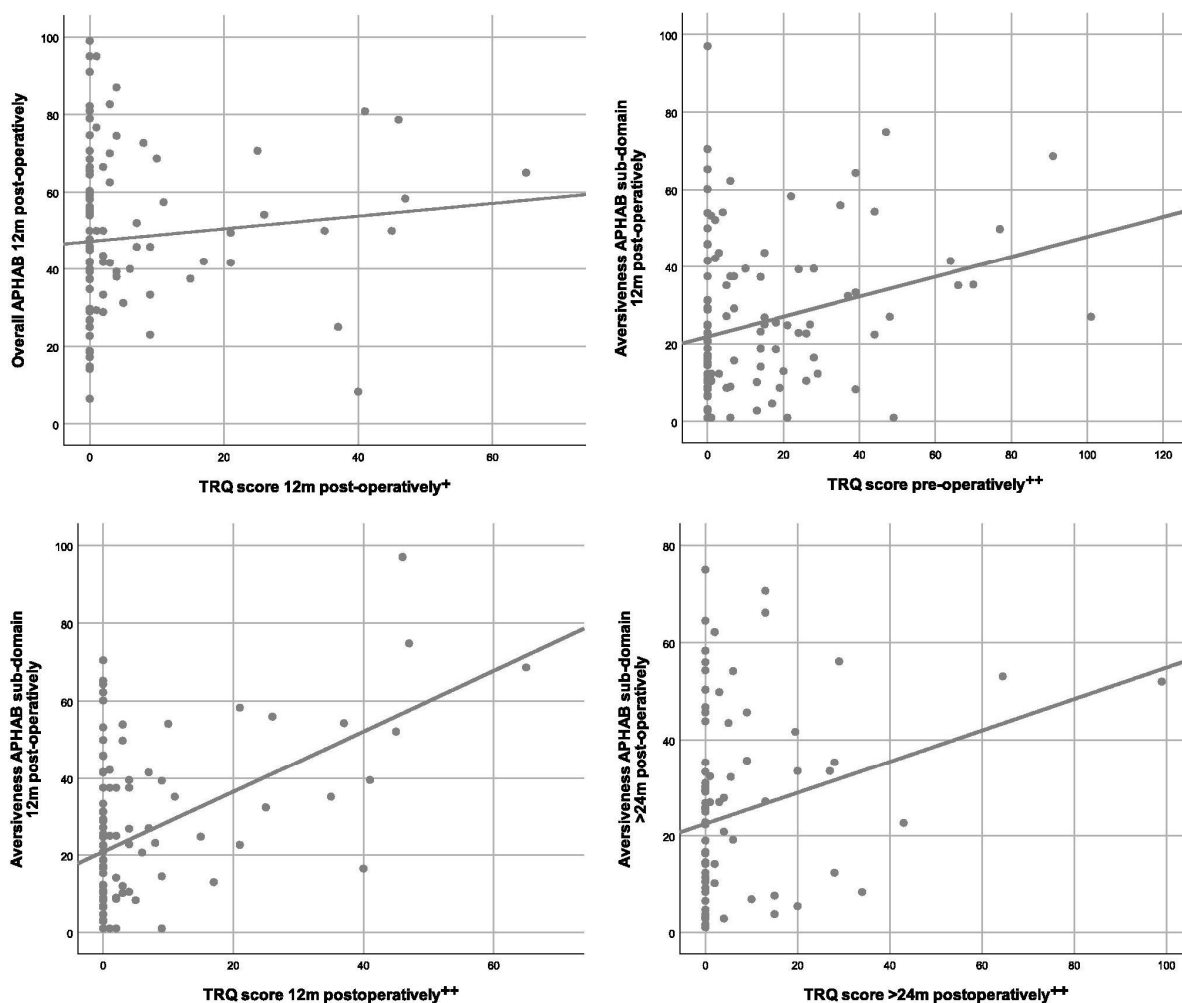 Overall APHAB 12m post-operatively
100
80
60
40
20
0
0 20 40 60
TRQ score 12m post-operatively+
Aversiveness APHAB sub-domain
12m post-operatively
100
80
60
40
20
0
0 20 40 60 80 100 120
TRQ score pre-operatively++
Aversiveness APHAB sub-domain
12m post-operatively
100
80
60
40
20
0
0 20 40 60
TRQ score 12m postoperatively++
Aversiveness APHAB sub-domain
>24m post-operatively
80
60
40
20
0
0 20 40 60 80 100
TRQ score >24m postoperatively++